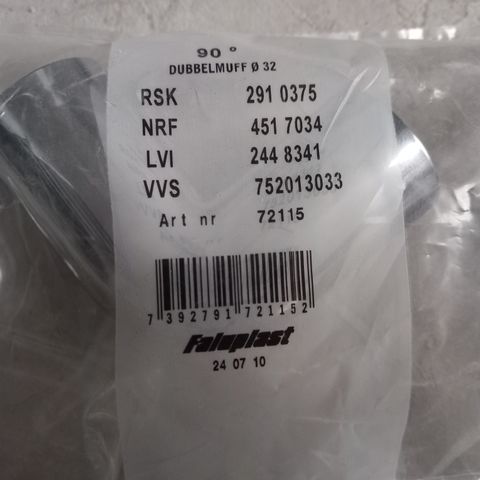 90 °
DUBBELMUFF Ø 32
RSK 291 0375
NRF 451 7034
LVI 244 8341
VVS 752013033
Art nr 72115
7 392791 721152
Faluplast
24 07 10